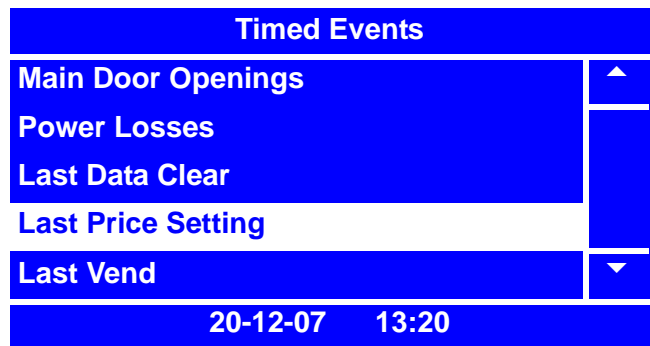 Timed Events
Main Door Openings
Power Losses
Last Data Clear
Last Price Setting
Last Vend
20-12-07 13:20